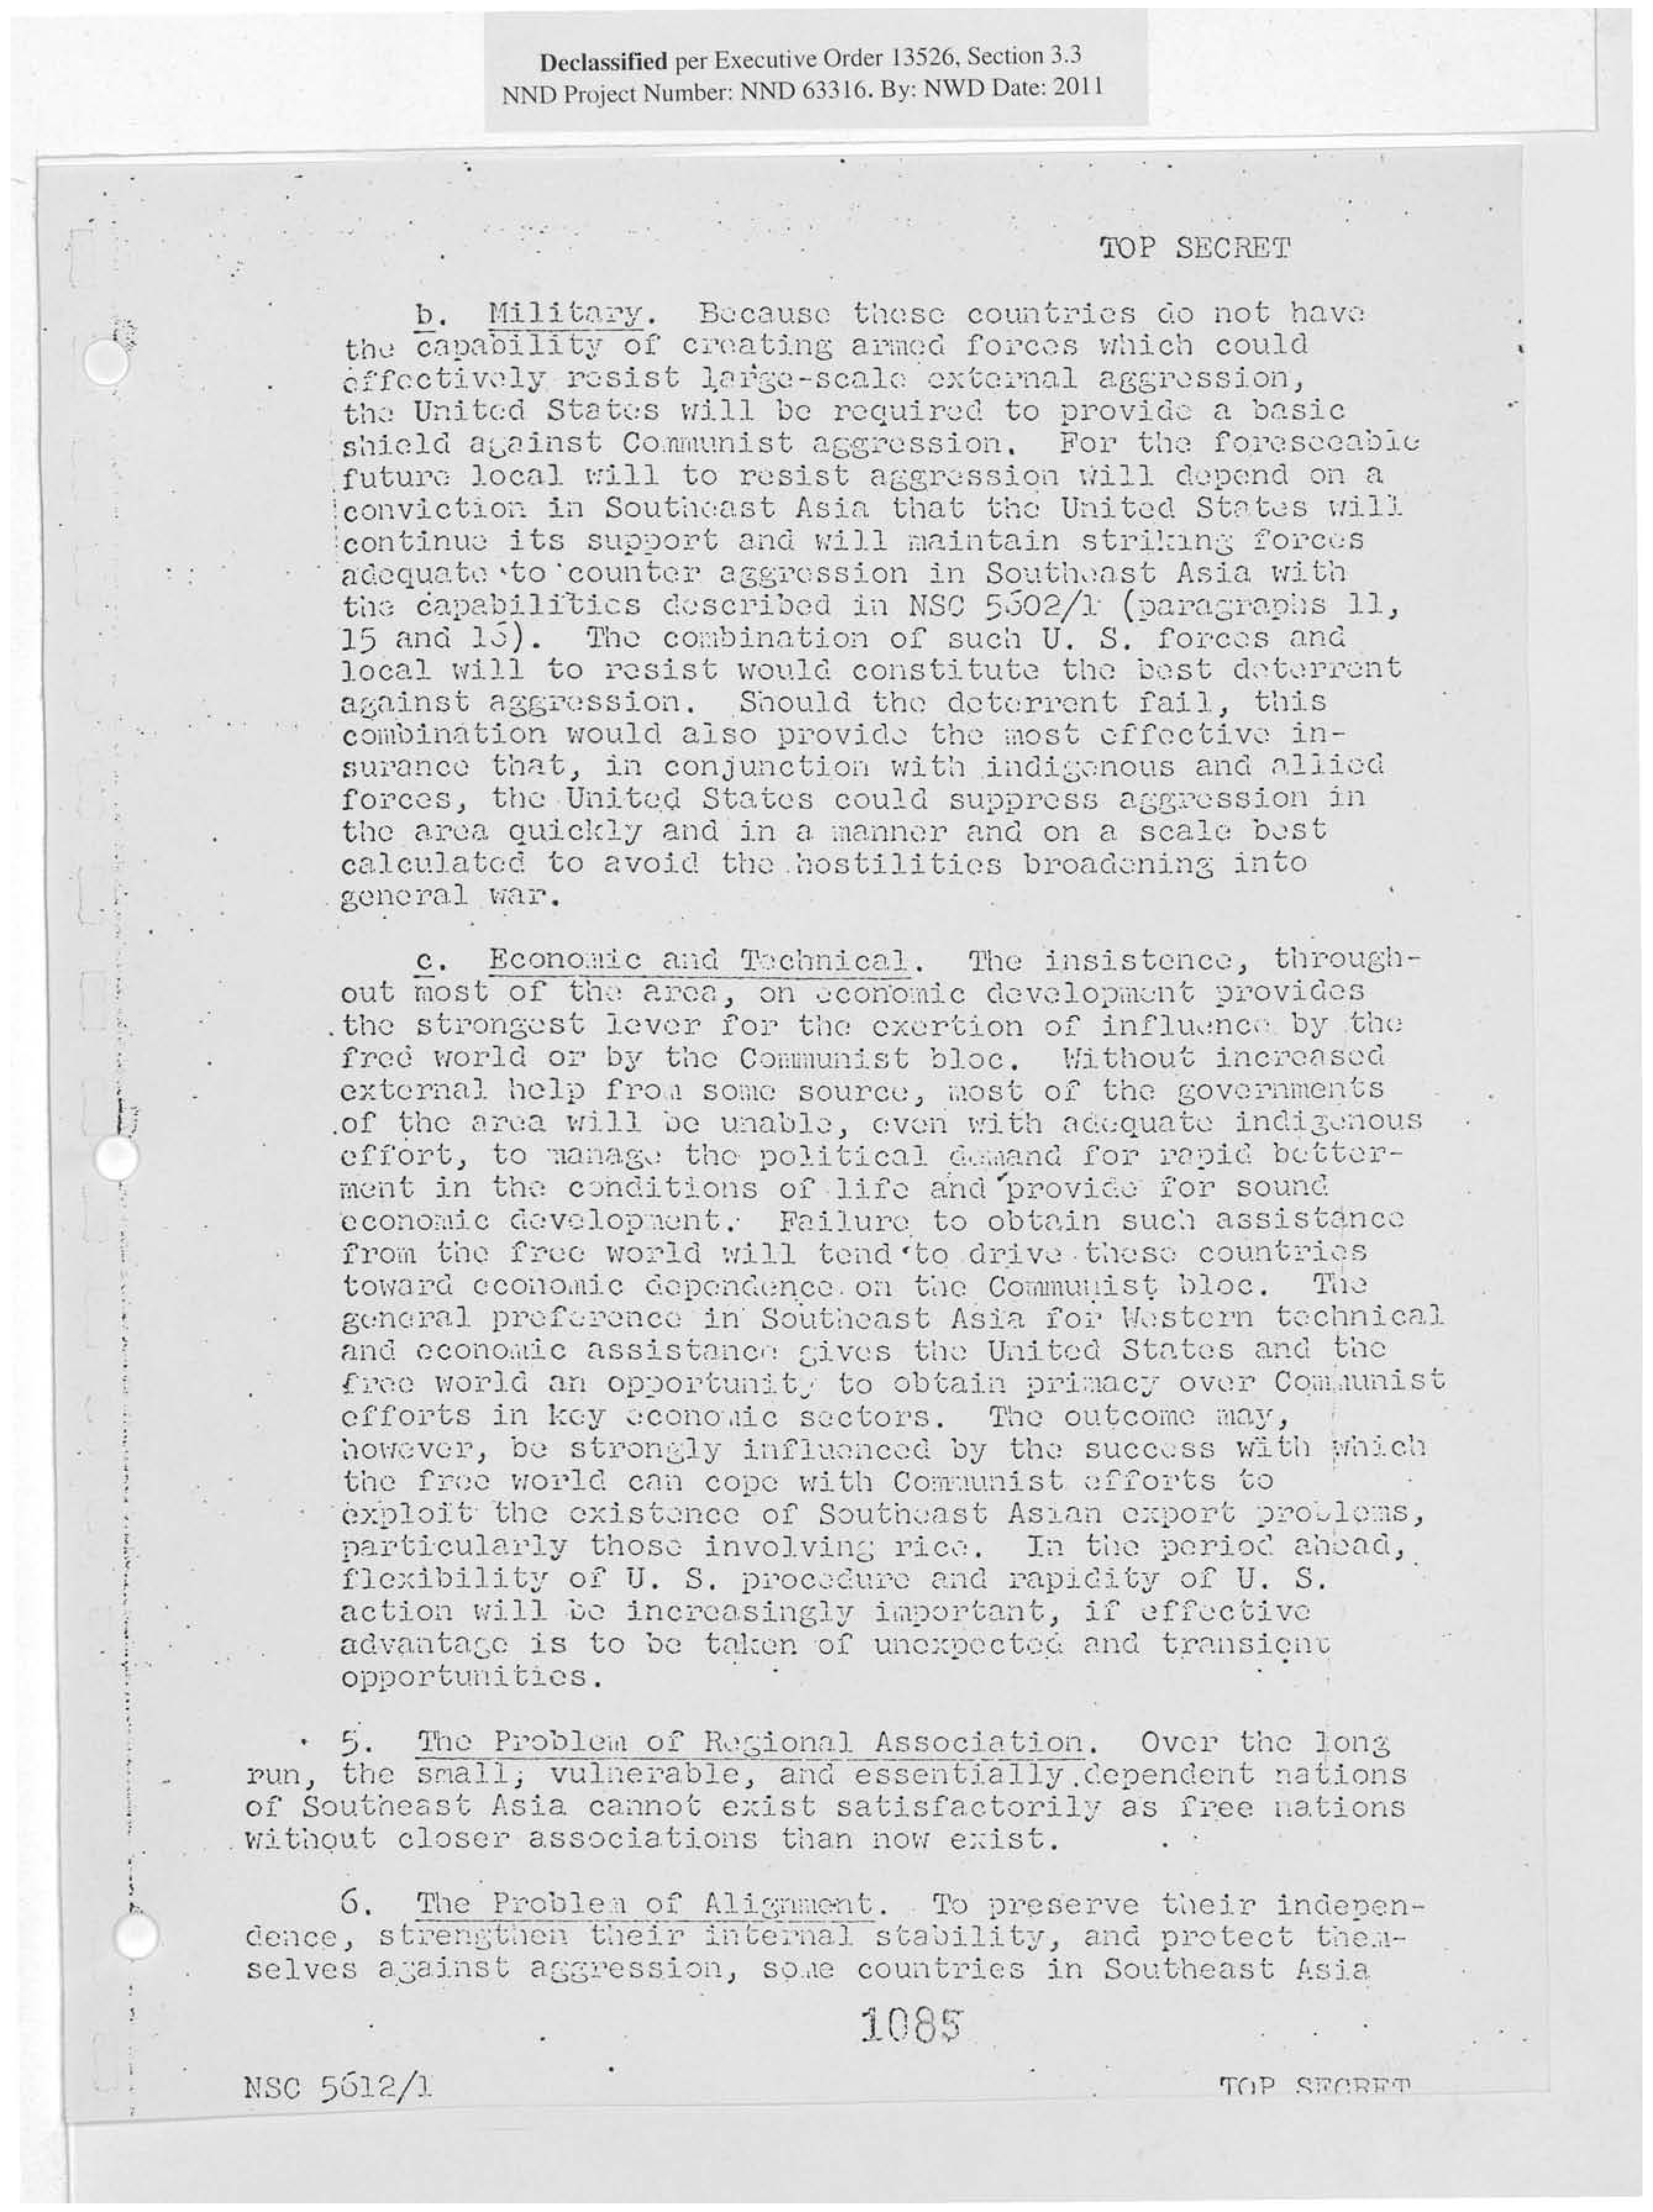 Declassified per Executive Order 13526, Section 3.3
NND Project Number: NND 63316. By: NWD Date: 2011
TOP SECRET
b. Military. Because these countries do not have
the capability of creating armed forces which could
effectively resist large-scale external aggression,
the United States will be required to provide a basic
shield against Communist aggression. For the foreseeable
future local will to resist aggression will depend on a
conviction in Southeast Asia that the United States will
continue its support and will maintain striking forces
adequate to counter aggression in Southeast Asia with
the capabilities described in NSC 5602/1 (paragraphs 11,
15 and 16). The combination of such U. S. forces and
local will to resist would constitute the best deterrent
against aggression. Should the deterrent fail, this
combination would also provide the most effective in-
surance that, in conjunction with indigenous and allied
forces, the United States could suppress aggression in
the area quickly and in a manner and on a scale best
calculated to avoid the hostilities broadening into
general war.
c. Economic and Technical. The insistence, through-
out most of the area, on economic development provides
the strongest lever for the exertion of influence by the
free world or by the Communist bloc. Without increased
external help from some source, most of the governments
of the area will be unable, even with adequate indigenous
effort, to manage the political demand for rapid better-
ment in the conditions of life and provide for sound
economic development. Failure to obtain such assistance
from the free world will tend to drive these countries
toward economic dependence on the Communist bloc. The
general preference in Southeast Asia for Western technical
and economic assistance gives the United States and the
free world an opportunity to obtain primacy over Communist
efforts in key economic sectors. The outcome may,
however, be strongly influenced by the success with which
the free world can cope with Communist efforts to
exploit the existence of Southeast Asian export problems,
particularly those involving rice. In the period ahead,
flexibility of U. S. procedure and rapidity of U. S.
action will be increasingly important, if effective
advantage is to be taken of unexpected and transient
opportunities.
5. The Problem of Regional Association. Over the long
run, the small, vulnerable, and essentially dependent nations
of Southeast Asia cannot exist satisfactorily as free nations
without closer associations than now exist.
6. The Problem of Alignment. To preserve their indepen-
dence, strengthen their internal stability, and protect them-
selves against aggression, some countries in Southeast Asia
1085
NSC 5612/1
TOP SECRET